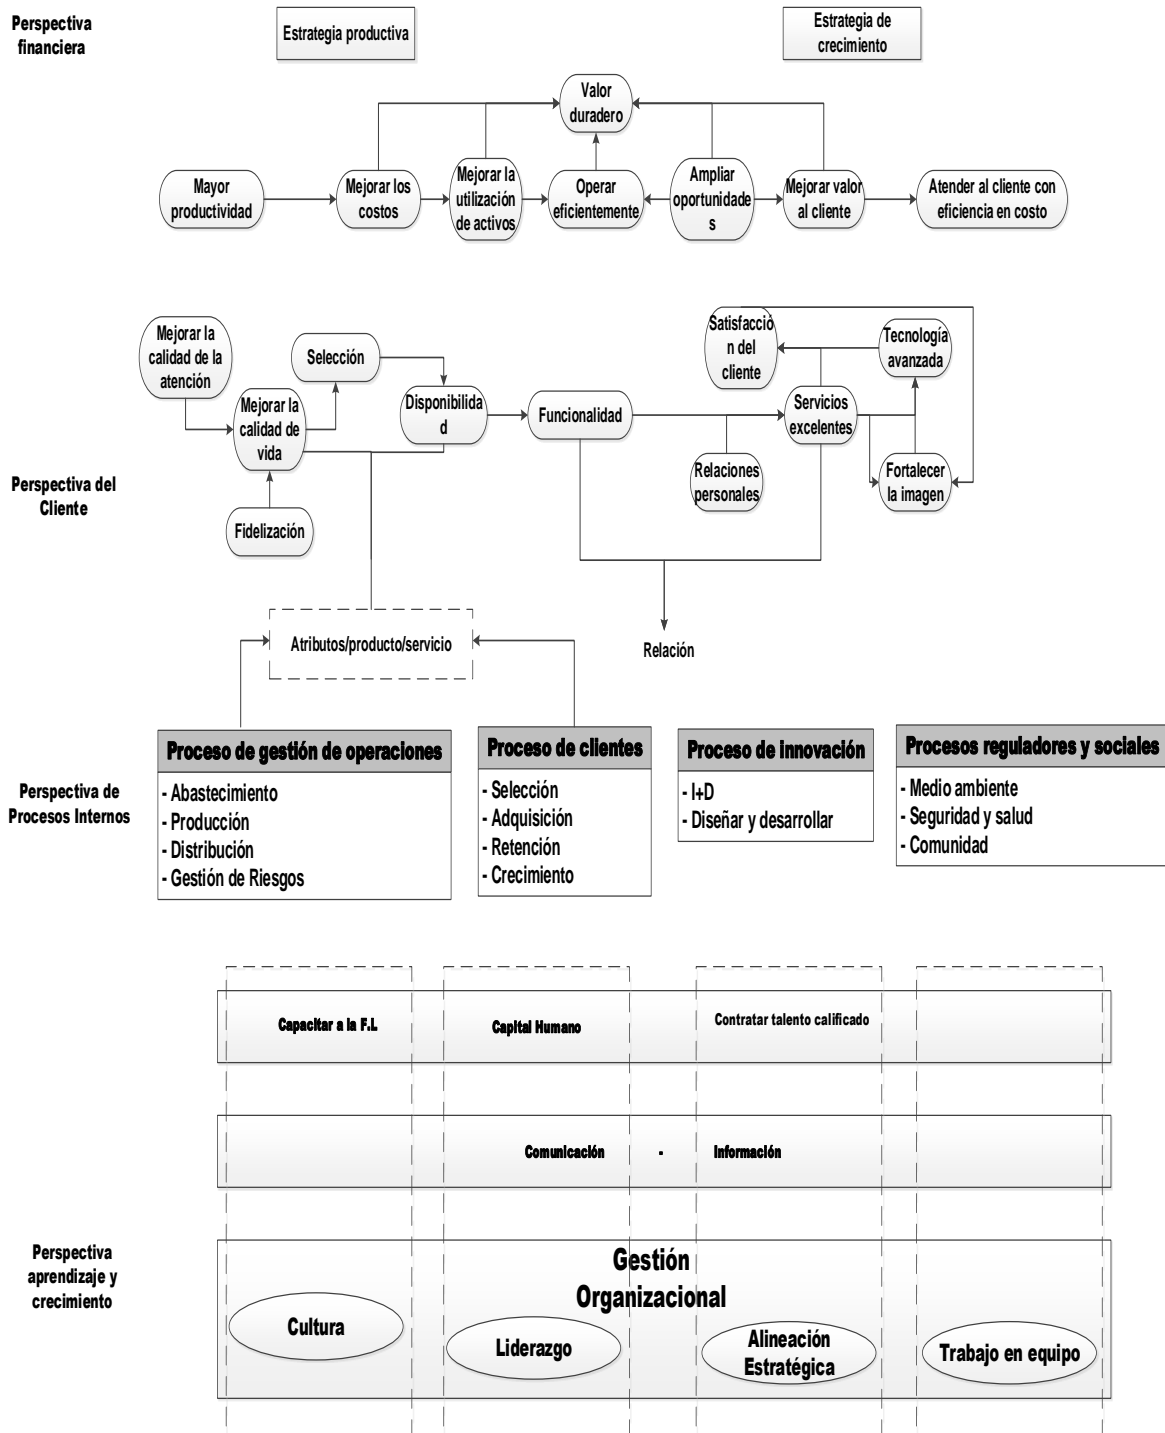 Perspectiva
financiera
Estrategia productiva
Estrategia de
crecimiento
Valor
duradero
Mayor
productividad
Mejorar los
costos
Mejorar la
utilización
de activos
Operar
eficientemente
Ampliar
oportunidade
s
Mejorar valor
al cliente
Atender al cliente con
eficiencia en costo
Perspectiva del
Cliente
Mejorar la
calidad de la
atención
Mejorar la
calidad de
vida
Fidelización
Selección
Disponibilida
d
Funcionalidad
Satisfacció
n del
cliente
Relaciones
personales
Servicios
excelentes
Tecnología
avanzada
Fortalecer
la imagen
Atributos/producto/servicio
Relación
Perspectiva de
Procesos Internos
Proceso de gestión de operaciones
- Abastecimiento
- Producción
- Distribución
- Gestión de Riesgos
Proceso de clientes
- Selección
- Adquisición
- Retención
- Crecimiento
Proceso de innovación
- I+D
- Diseñar y desarrollar
Procesos reguladores y sociales
- Medio ambiente
- Seguridad y salud
- Comunidad
Perspectiva
aprendizaje y
crecimiento
Capacitar a la F.L
Capital Humano
Contratar talento calificado
Comunicación - Información
Gestión
Organizacional
Cultura
Liderazgo
Alineación
Estratégica
Trabajo en equipo